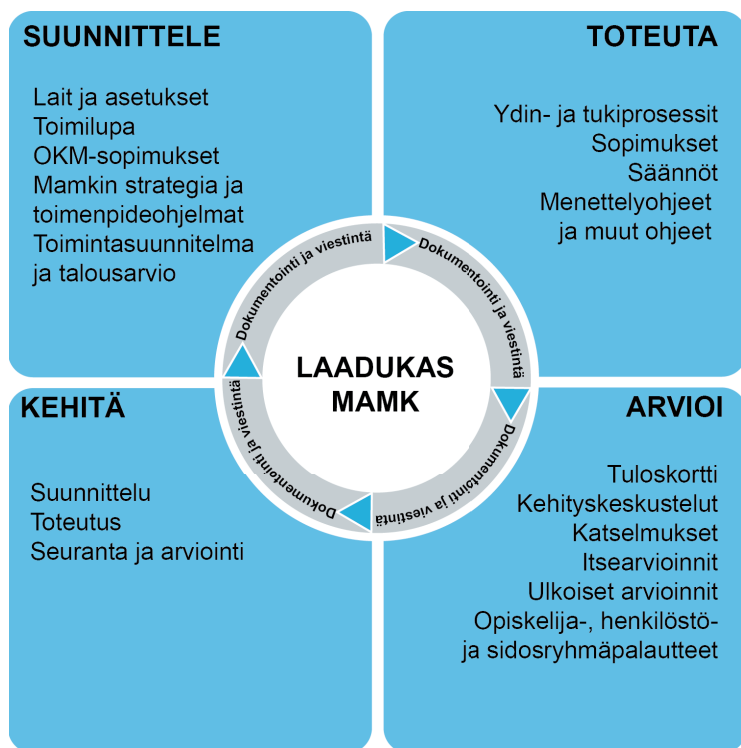 SUUNNITTELE
Lait ja asetukset
Toimilupa
OKM-sopimukset
Mamkin strategia ja
toimenpideohjelmat
Toimintasuunnitelma
ja talousarvio
TOTEUTA
Ydin- ja tukiprosessit
Sopimukset
Säännöt
Menettelyohjeet
ja muut ohjeet
Dokumentointi ja viestintä
Dokumentointi ja viestintä
LAADUKAS
MAMK
Dokumentointi ja viestintä
Dokumentointi ja viestintä
KEHITÄ
Suunnittelu
Toteutus
Seuranta ja arviointi
ARVIOI
Tuloskortti
Kehityskeskustelut
Katselmukset
Itsearvioinnit
Ulkoiset arvioinnit
Opiskelija-, henkilöstö-
ja sidosryhmäpalautteet